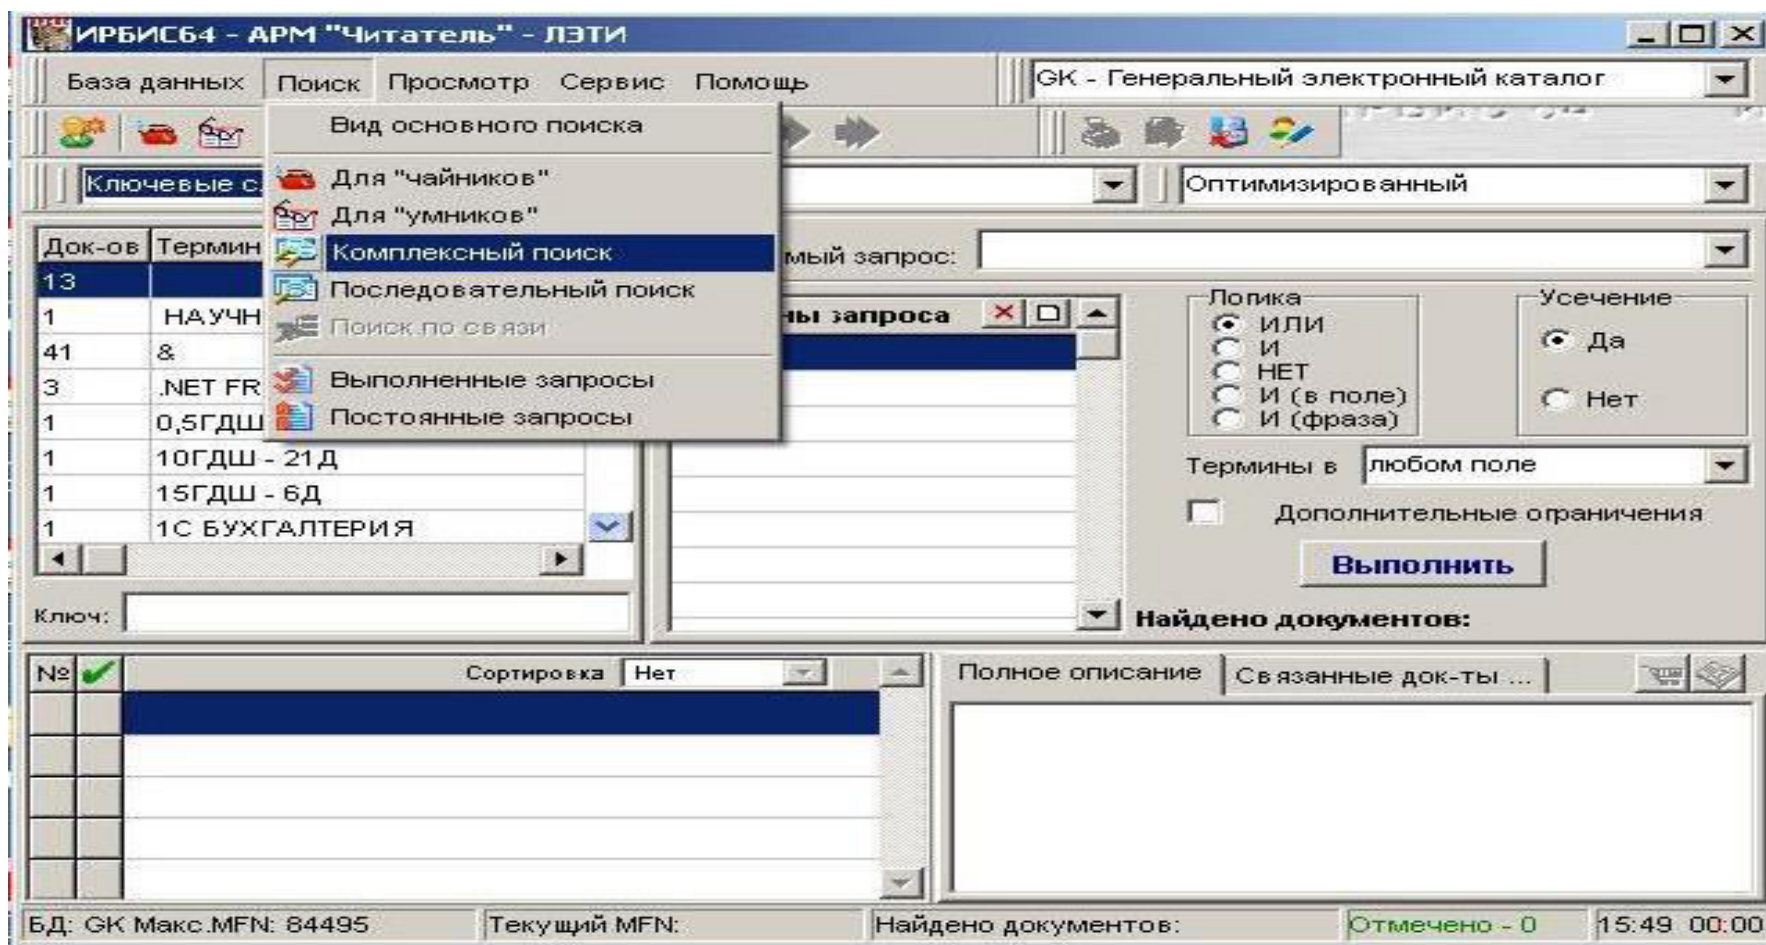 ИРБИС64 - АРМ "Читатель" - ЛЭТИ
База данных Поиск Просмотр Сервис Помощь GK - Генеральный электронный каталог
Вид основного поиска
Для "чайников"
Для "умников"
Комплексный поиск
Последовательный поиск
Поиск по связи
Выполненные запросы
Постоянные запросы
Ключевые с
Оптимизированный
Док-ов Термин
13
1 НАУЧН
41 &
3 .NET FR
1 0,5ГДШ
1 10ГДШ - 21Д
1 15ГДШ - 6Д
1 1С БУХГАЛТЕРИЯ
Ключ:
мый запрос:
ны запроса
Логика
ИЛИ
И
НЕТ
И (в поле)
И (фраза)
Усечение
Да
Нет
Термины в любом поле
Дополнительные ограничения
Выполнить
Найдено документов:
№ Сортировка Нет
Полное описание Связанные док-ты ...
БД: GK Макс.MFN: 84495 Текущий MFN: Найдено документов: Отмечено - 0 15:49 00:00